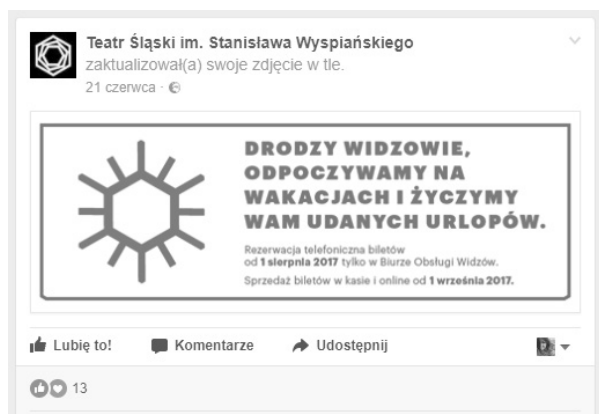 Teatr Śląski im. Stanisława Wyspiańskiego
zaktualizował(a) swoje zdjęcie w tle.
21 czerwca ·
DRODZY WIDZOWIE,
ODPOCZYWAMY NA
WAKACJACH I ŻYCZYMY
WAM UDANYCH URLOPÓW.
Rezerwacja telefoniczna biletów
od 1 sierpnia 2017 tylko w Biurze Obsługi Widzów.
Sprzedaż biletów w kasie i online od 1 września 2017.
Lubię to! Komentarze Udostępnij
13